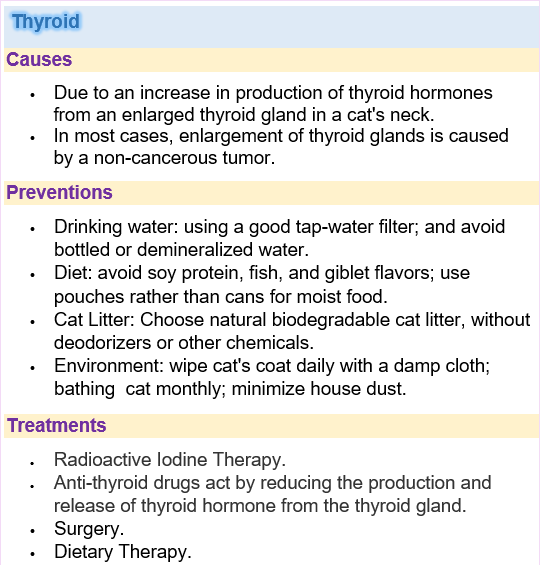 Thyroid
Causes
• Due to an increase in production of thyroid hormones
from an enlarged thyroid gland in a cat's neck.
• In most cases, enlargement of thyroid glands is caused
by a non-cancerous tumor.
Preventions
• Drinking water: using a good tap-water filter; and avoid
bottled or demineralized water.
• Diet: avoid soy protein, fish, and giblet flavors; use
pouches rather than cans for moist food.
• Cat Litter: Choose natural biodegradable cat litter, without
deodorizers or other chemicals.
• Environment: wipe cat's coat daily with a damp cloth;
bathing  cat monthly; minimize house dust.
Treatments
• Radioactive Iodine Therapy.
• Anti-thyroid drugs act by reducing the production and
release of thyroid hormone from the thyroid gland.
• Surgery.
• Dietary Therapy.